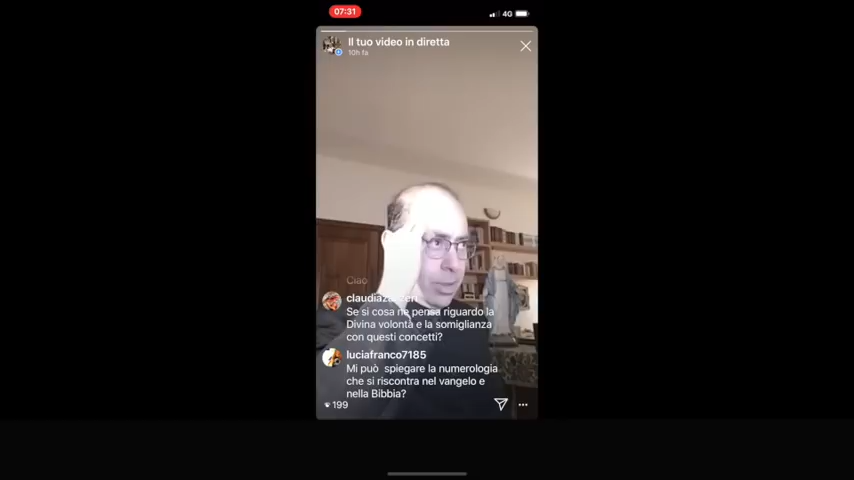 07:31
4G
Il tuo video in diretta
10h fa
Ciao
Se si cosa ne pensa riguardo la
Divina volontà e la somiglianza
con questi concetti?
luciafranco7185
Mi può spiegare la numerologia
che si riscontra nel vangelo e
nella Bibbia?
199